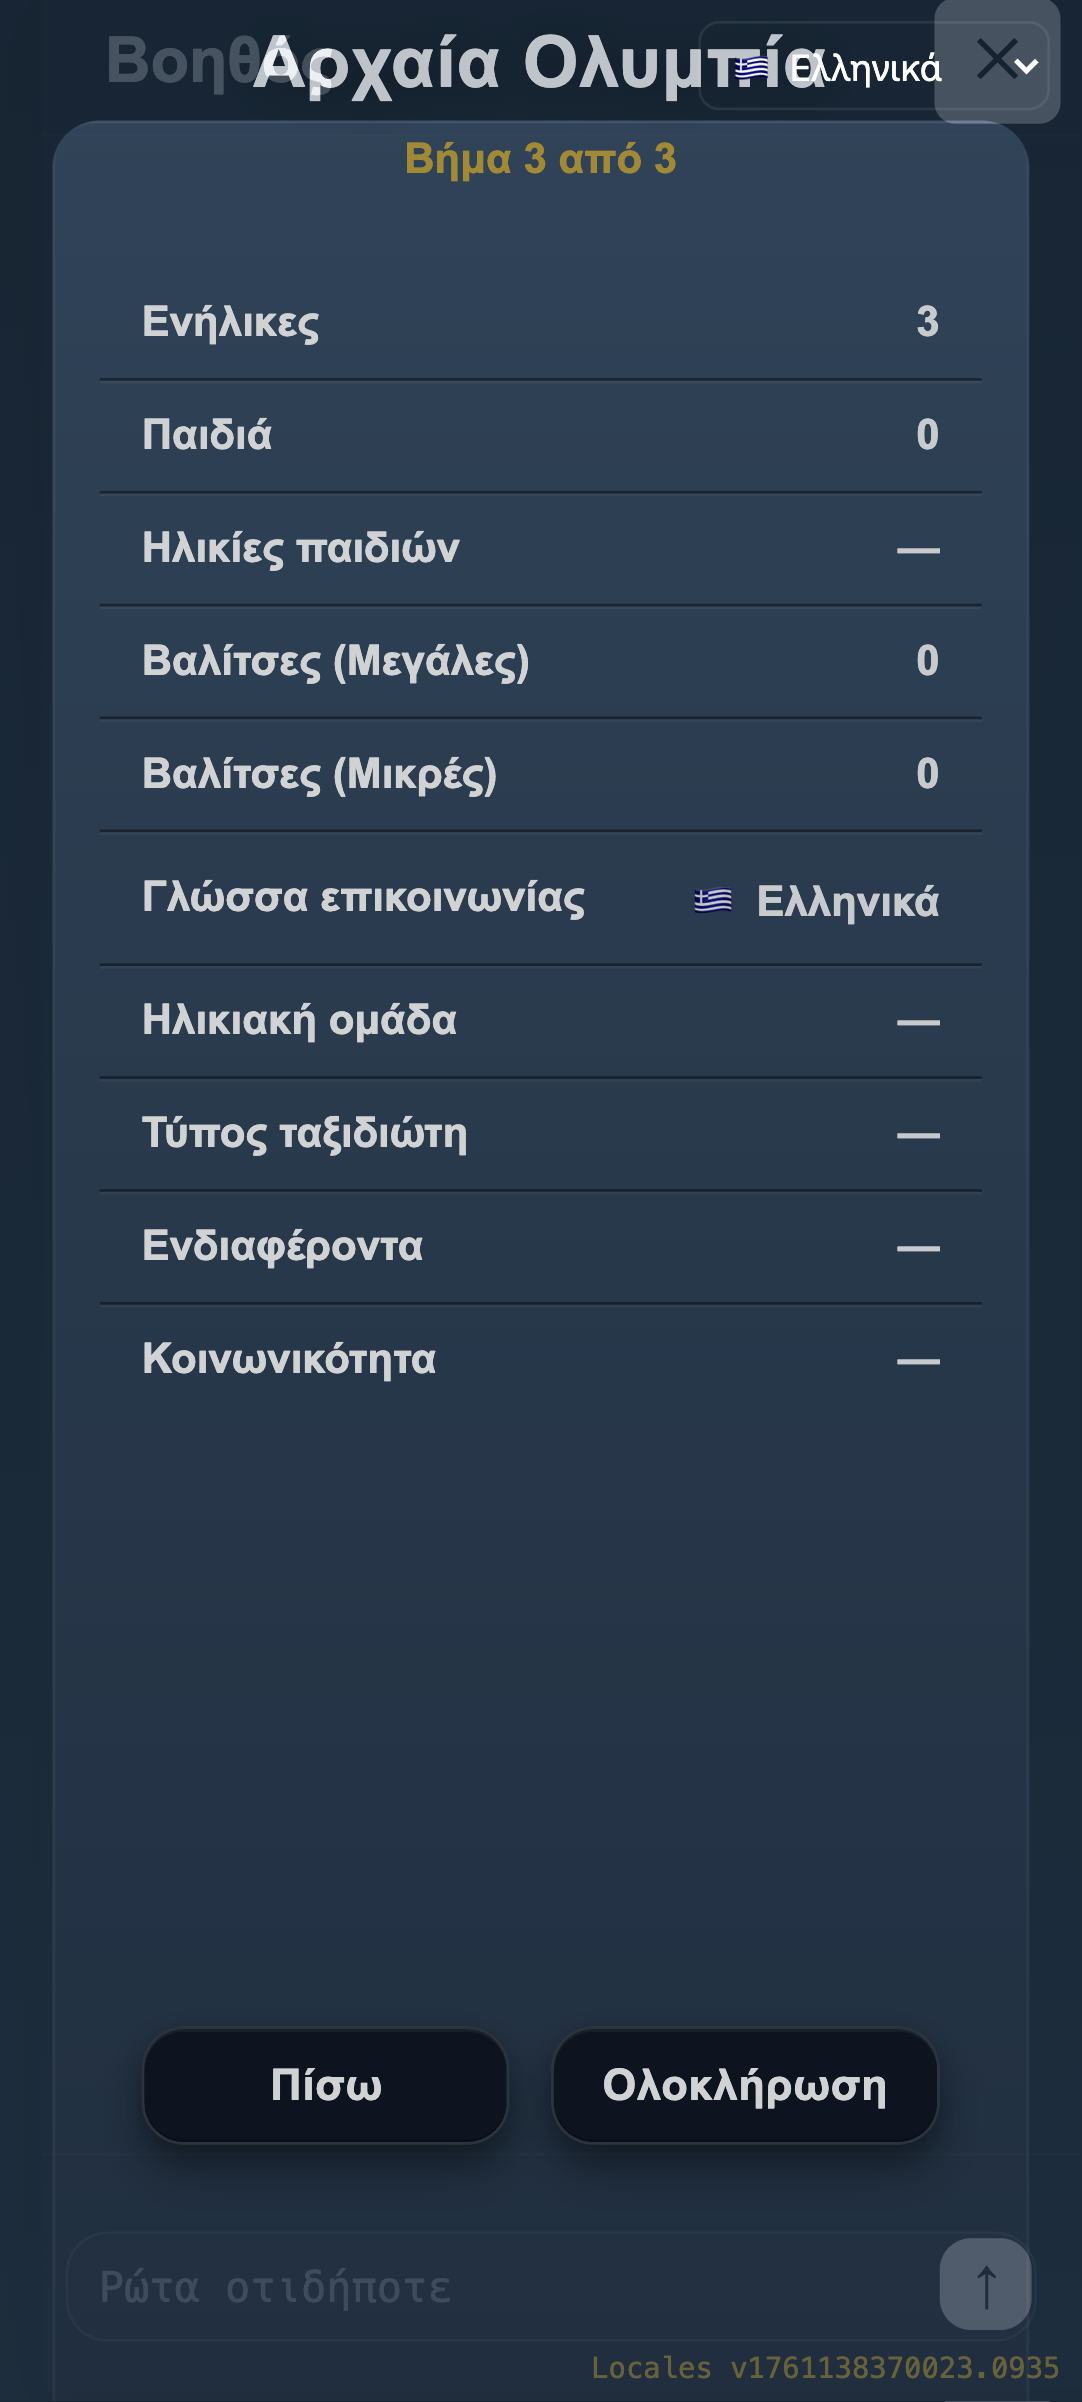 Βοηθός
Αρχαία Ολυμπία
Ελληνικά
Βήμα 3 από 3
Ενήλικες 3
Παιδιά 0
Ηλικίες παιδιών —
Βαλίτσες (Μεγάλες) 0
Βαλίτσες (Μικρές) 0
Γλώσσα επικοινωνίας Ελληνικά
Ηλικιακή ομάδα —
Τύπος ταξιδιώτη —
Ενδιαφέροντα —
Κοινωνικότητα —
Πίσω Ολοκλήρωση
Ρώτα οτιδήποτε
Locales v1761138370023.0935